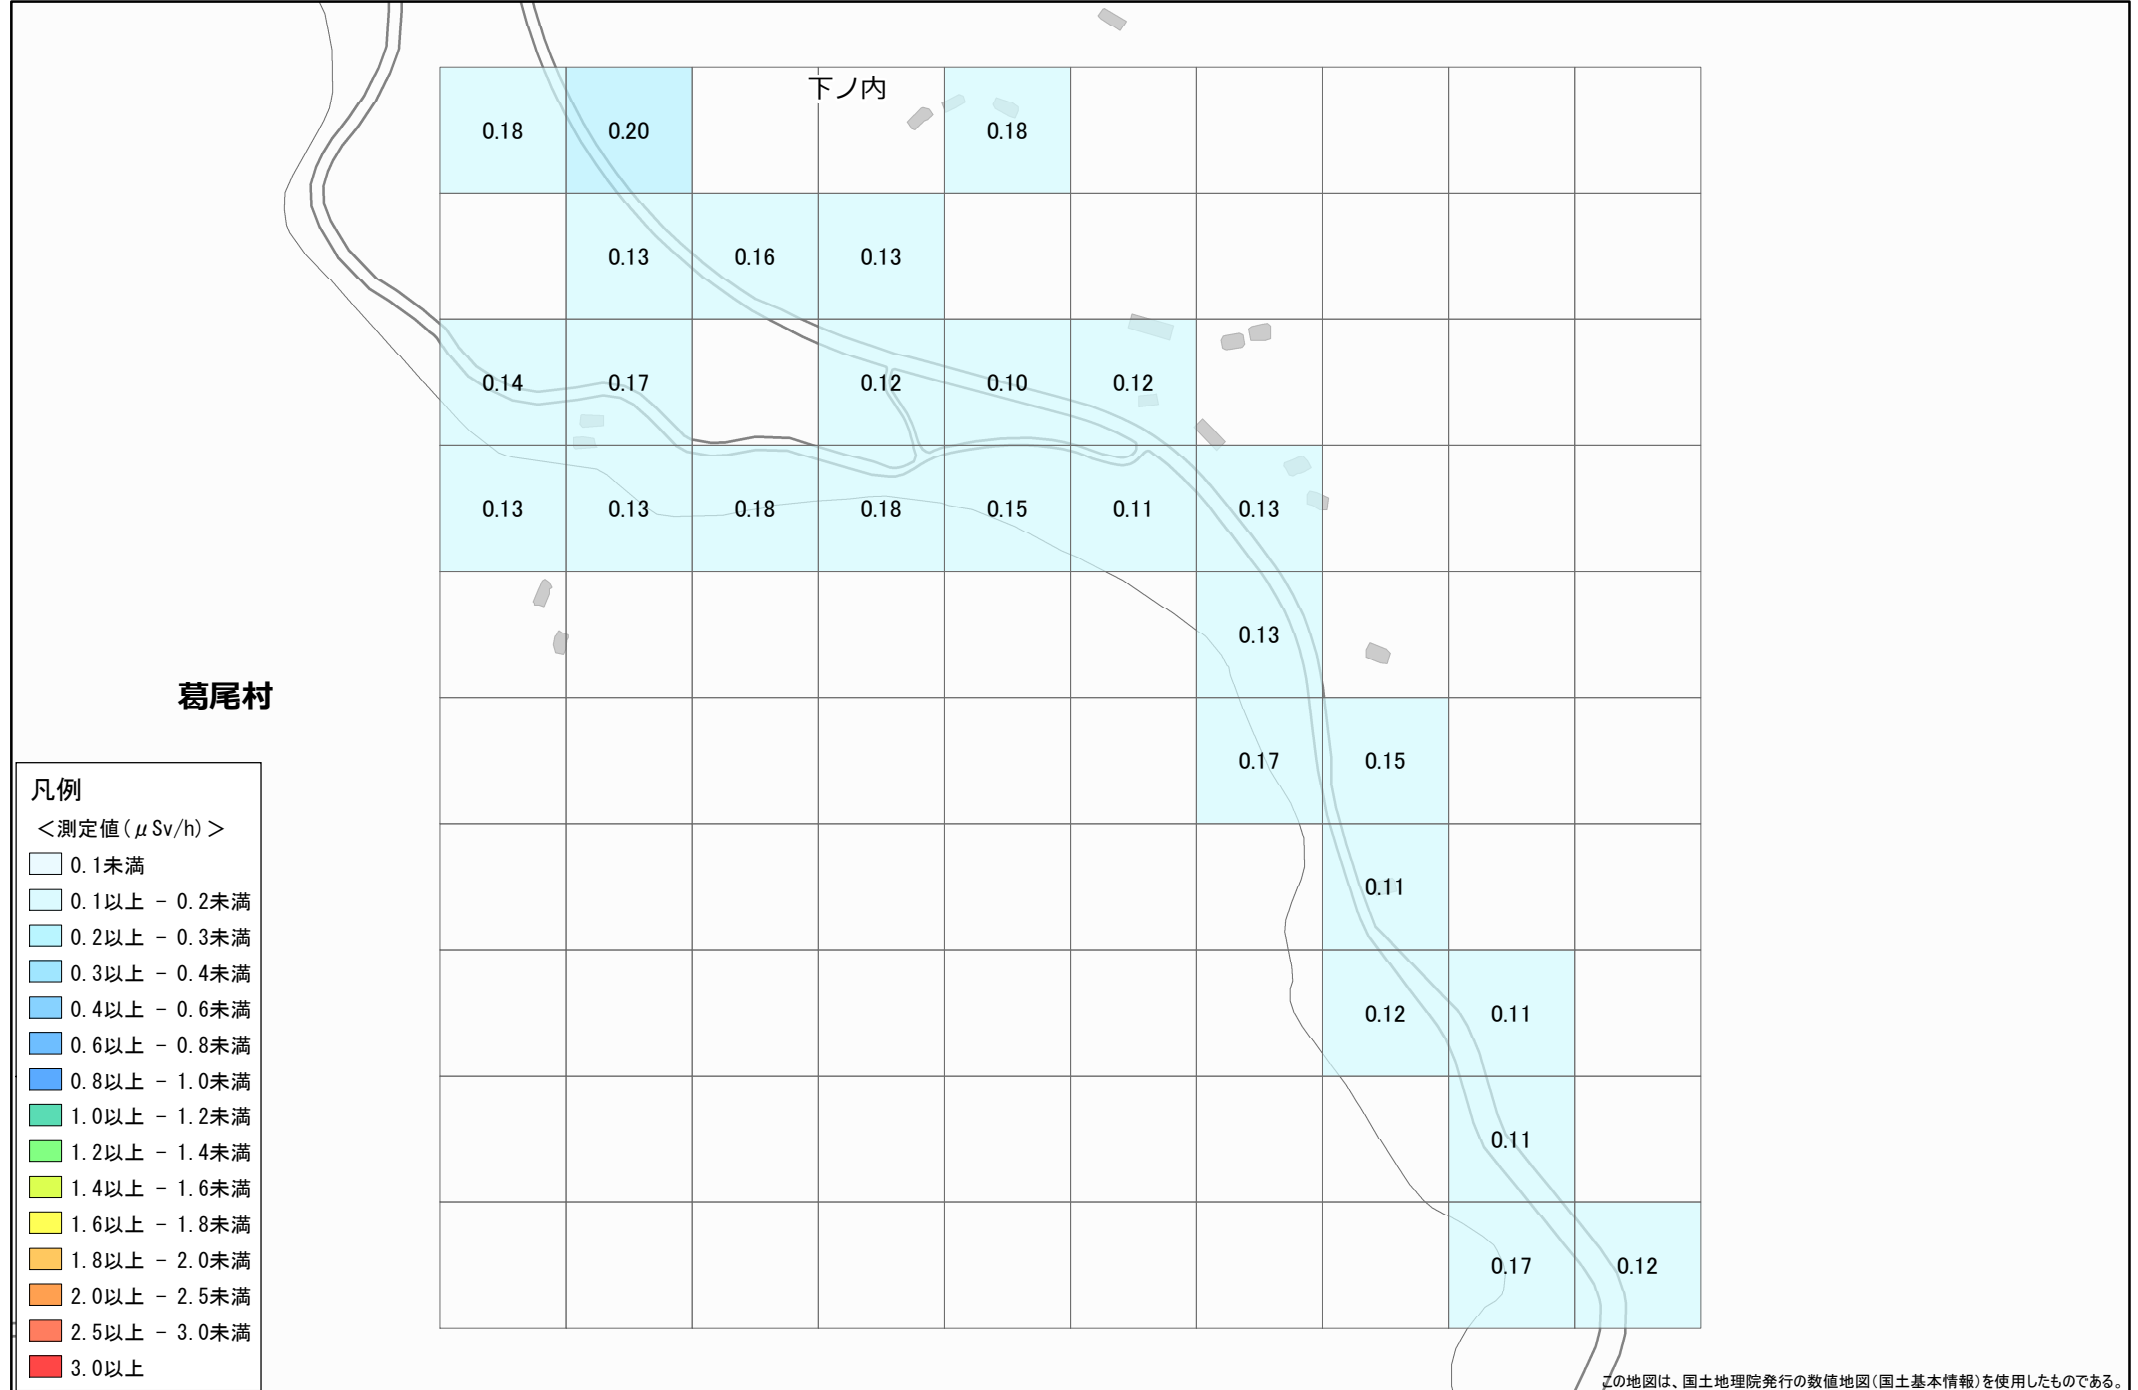 下ノ内
0.18 0.20 0.18
0.13 0.16 0.13
0.14 0.17 0.12 0.10 0.12
0.13 0.13 0.18 0.18 0.15 0.11 0.13
0.13
葛尾村
0.17 0.15
凡例
<測定値(μSv/h)>
0.1未満
0.1以上 - 0.2未満
0.2以上 - 0.3未満
0.3以上 - 0.4未満
0.4以上 - 0.6未満
0.6以上 - 0.8未満
0.8以上 - 1.0未満
1.0以上 - 1.2未満
1.2以上 - 1.4未満
1.4以上 - 1.6未満
1.6以上 - 1.8未満
1.8以上 - 2.0未満
2.0以上 - 2.5未満
2.5以上 - 3.0未満
3.0以上
0.11
0.12 0.11
0.11
0.17 0.12
この地図は、国土地理院発行の数値地図(国土基本情報)を使用したものである。